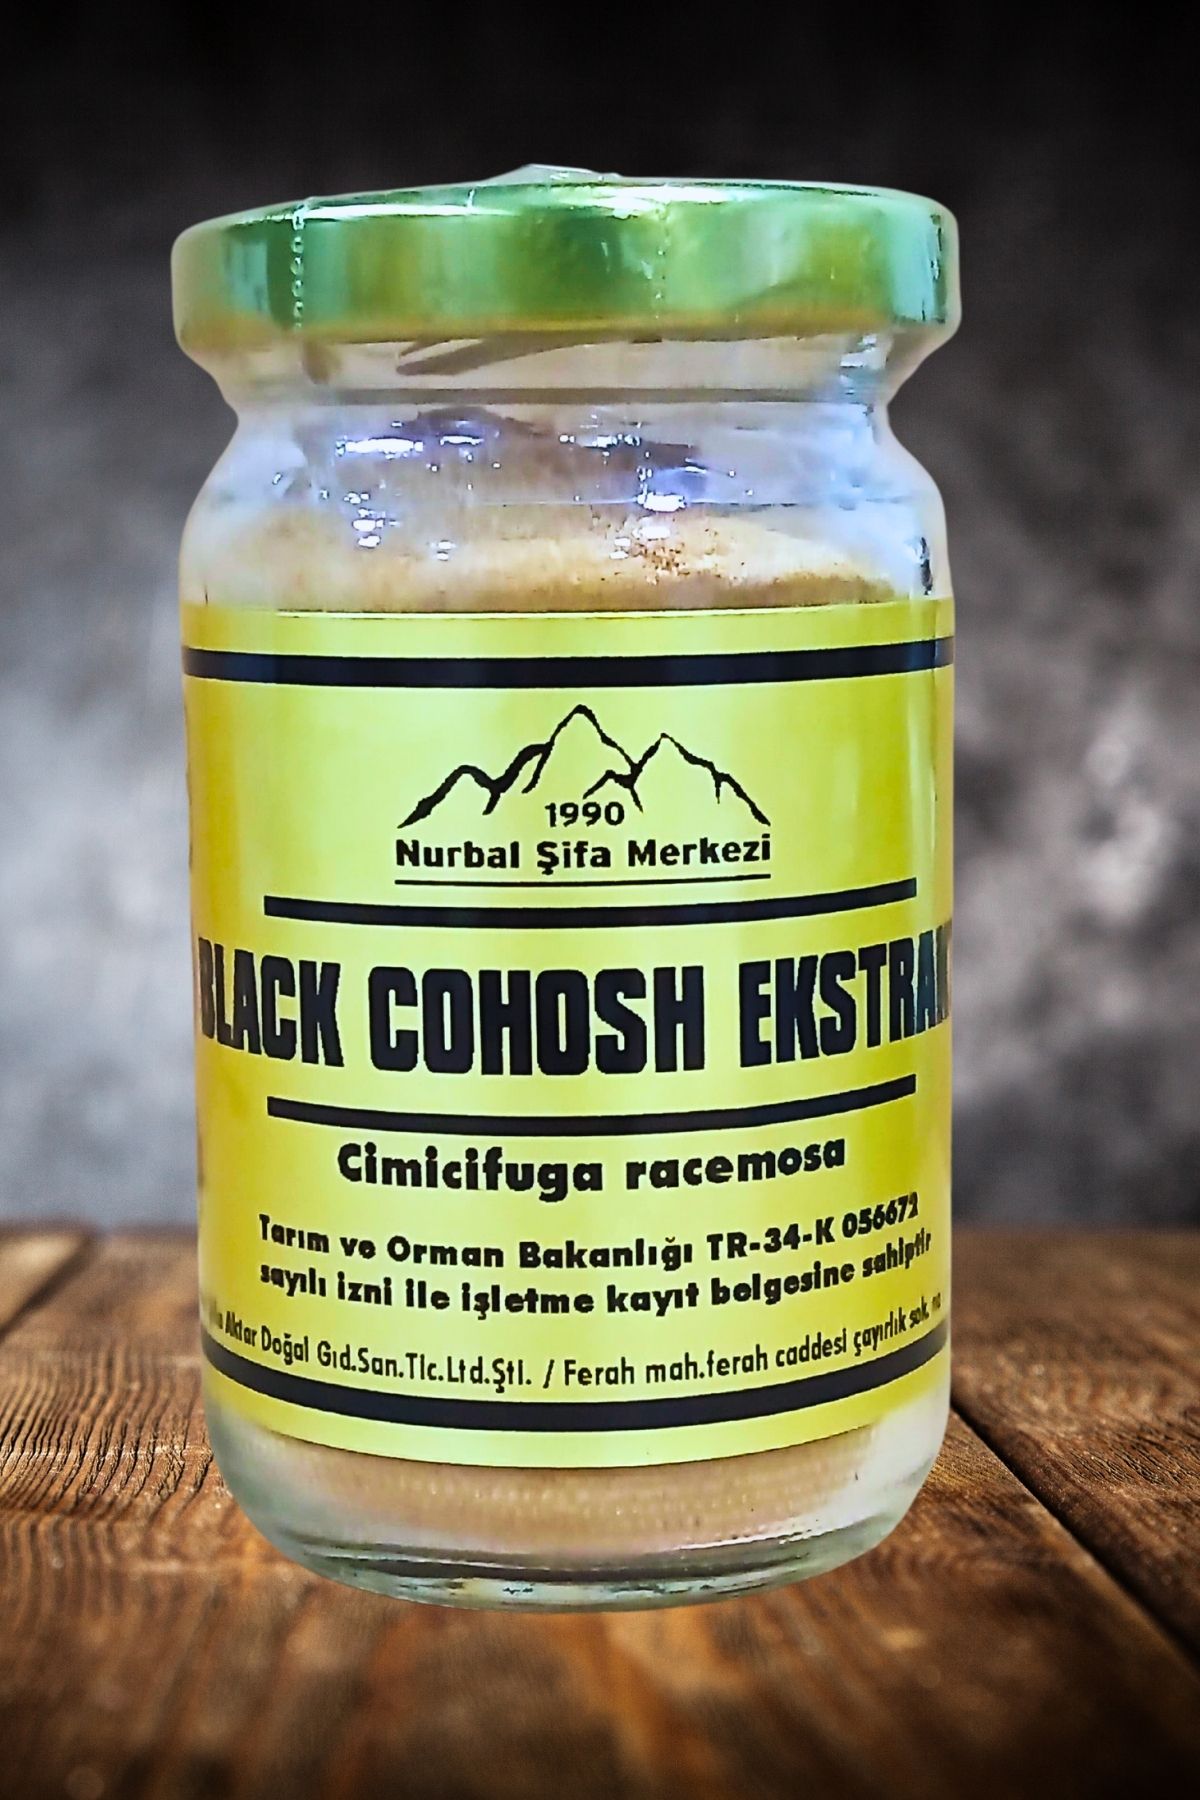 1990
Nurbal Şifa Merkezi
BLACK COHOSH
Cimicifuga racemosa
Tarım ve Orman Bakanlığı TR-34-K 056672
sayılı izni ile işletme kayıt belgesine sahiptir
Aktar Doğal Gıd.San.Tic.Ltd.Şti. / Ferah mah.ferah caddesi çayırlık sok. no